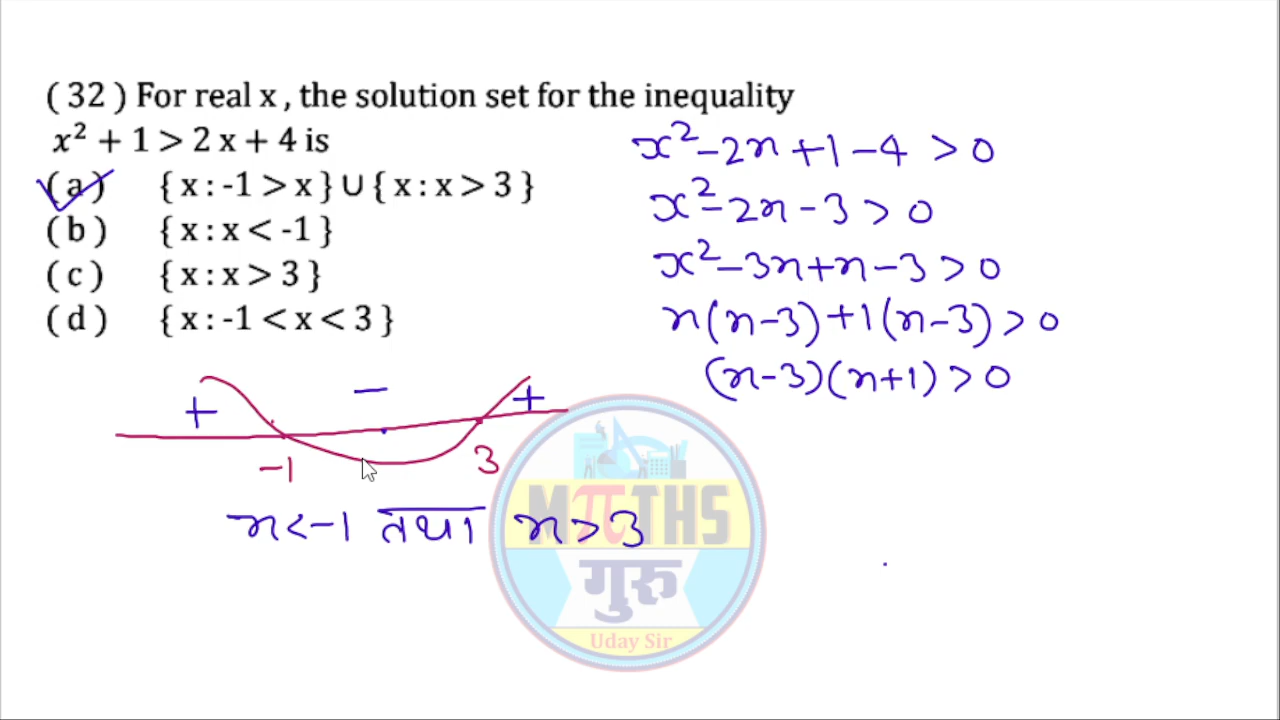 ( 32 ) For real x , the solution set for the inequality
x² + 1 > 2 x + 4 is
(a) { x : -1 > x } ∪ { x : x > 3 }
( b ) { x : x < -1 }
( c ) { x : x > 3 }
( d ) { x : -1 < x < 3 }
x² - 2x + 1 - 4 > 0
x² - 2x - 3 > 0
x² - 3x + x - 3 > 0
x(x-3) + 1(x-3) > 0
(x-3)(x+1) > 0
+ - +
-1 3
x < -1 तथा x > 3
MπTHS
गुरु
Uday Sir